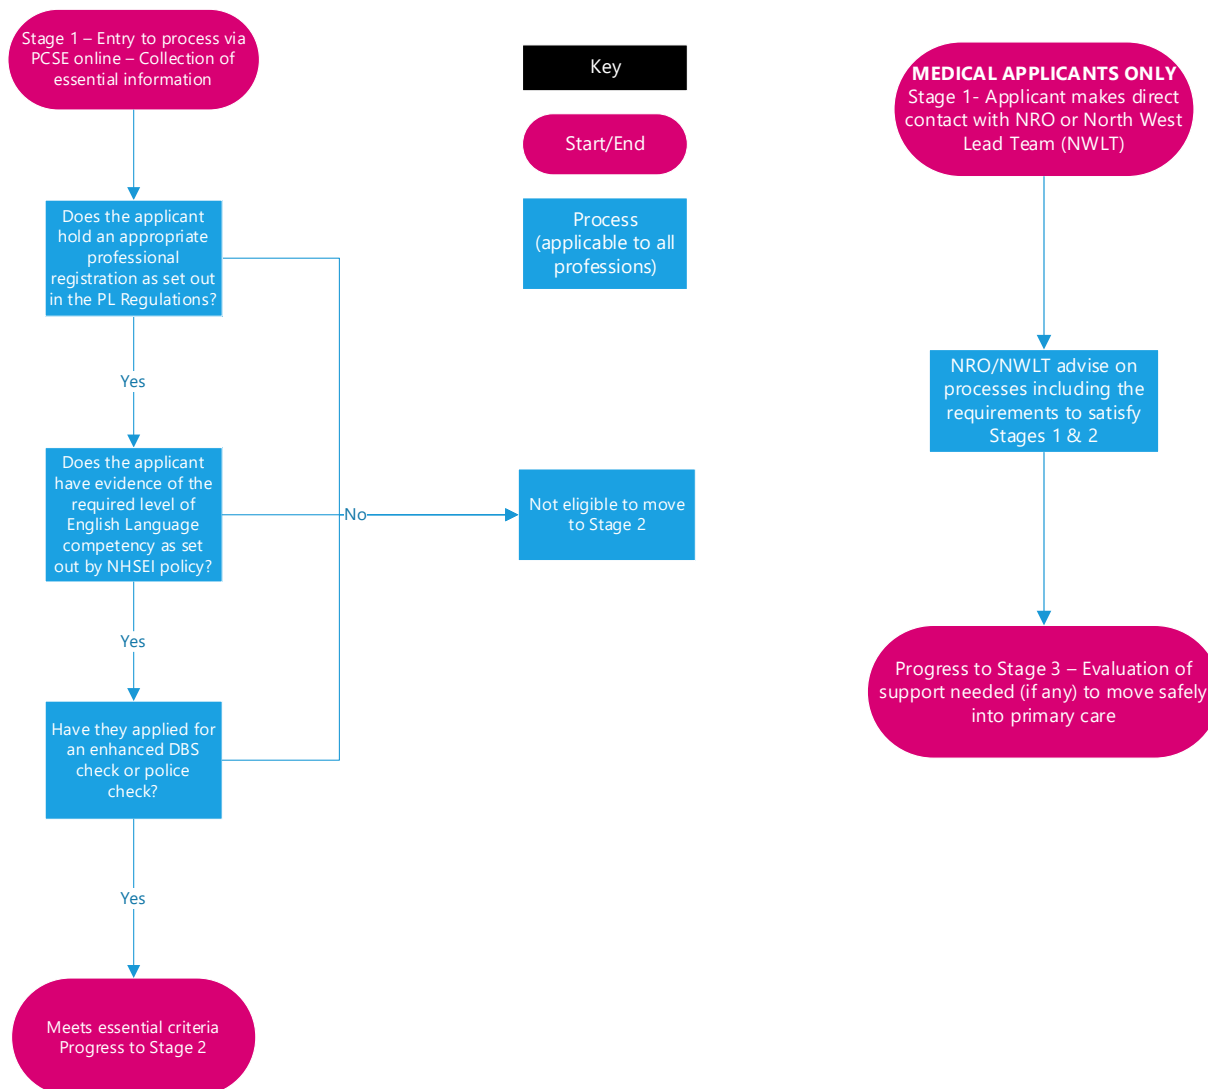 Stage 1 – Entry to process via
PCSE online – Collection of
essential information
Does the applicant
hold an appropriate
professional
registration as set out
in the PL Regulations?
Yes
Does the applicant
have evidence of the
required level of
English Language
competency as set
out by NHSEI policy?
Yes
Have they applied for
an enhanced DBS
check or police
check?
Yes
Meets essential criteria
Progress to Stage 2
No
Not eligible to move
to Stage 2
Key
Start/End
Process
(applicable to all
professions)
MEDICAL APPLICANTS ONLY
Stage 1- Applicant makes direct
contact with NRO or North West
Lead Team (NWLT)
NRO/NWLT advise on
processes including the
requirements to satisfy
Stages 1 & 2
Progress to Stage 3 – Evaluation of
support needed (if any) to move safely
into primary care